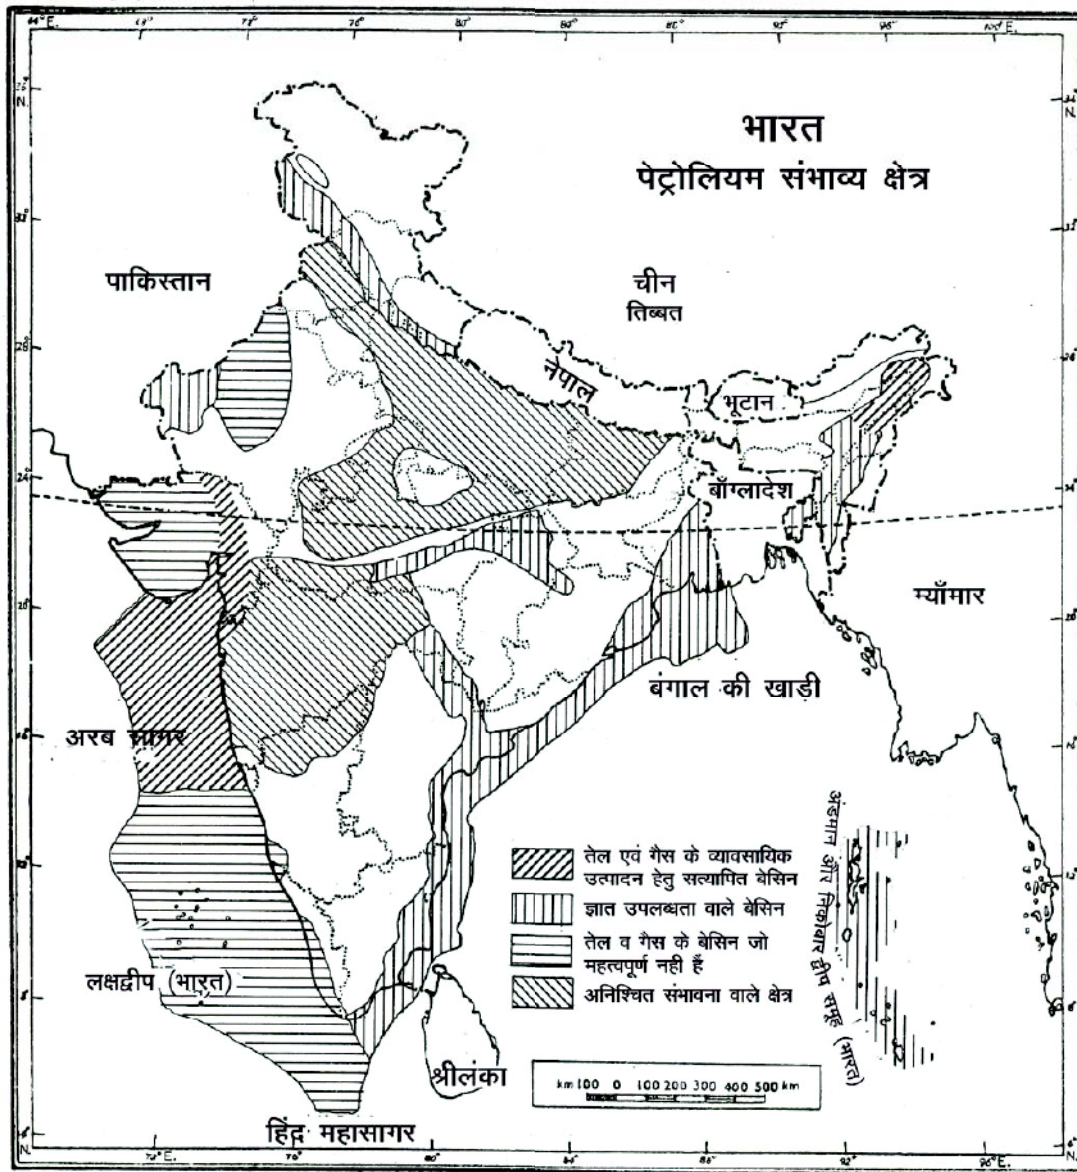 भारत
पेट्रोलियम संभाव्य क्षेत्र
पाकिस्तान
चीन
तिब्बत
नेपाल
भूटान
बाँग्लादेश
म्याँमार
बंगाल की खाडी
अरब सागर
अंडमान और निकोबार द्वीप समूह (भारत)
तेल एवं गैस के व्यावसायिक
उत्पादन हेतु सत्यापित बेसिन
ज्ञात उपलब्धता वाले बेसिन
तेल व गैस के बेसिन जो
महत्वपूर्ण नही हैं
अनिश्चित संभावना वाले क्षेत्र
लक्षद्वीप (भारत)
श्रीलंका
km 100 0 100 200 300 400 500 km
हिंद महासागर